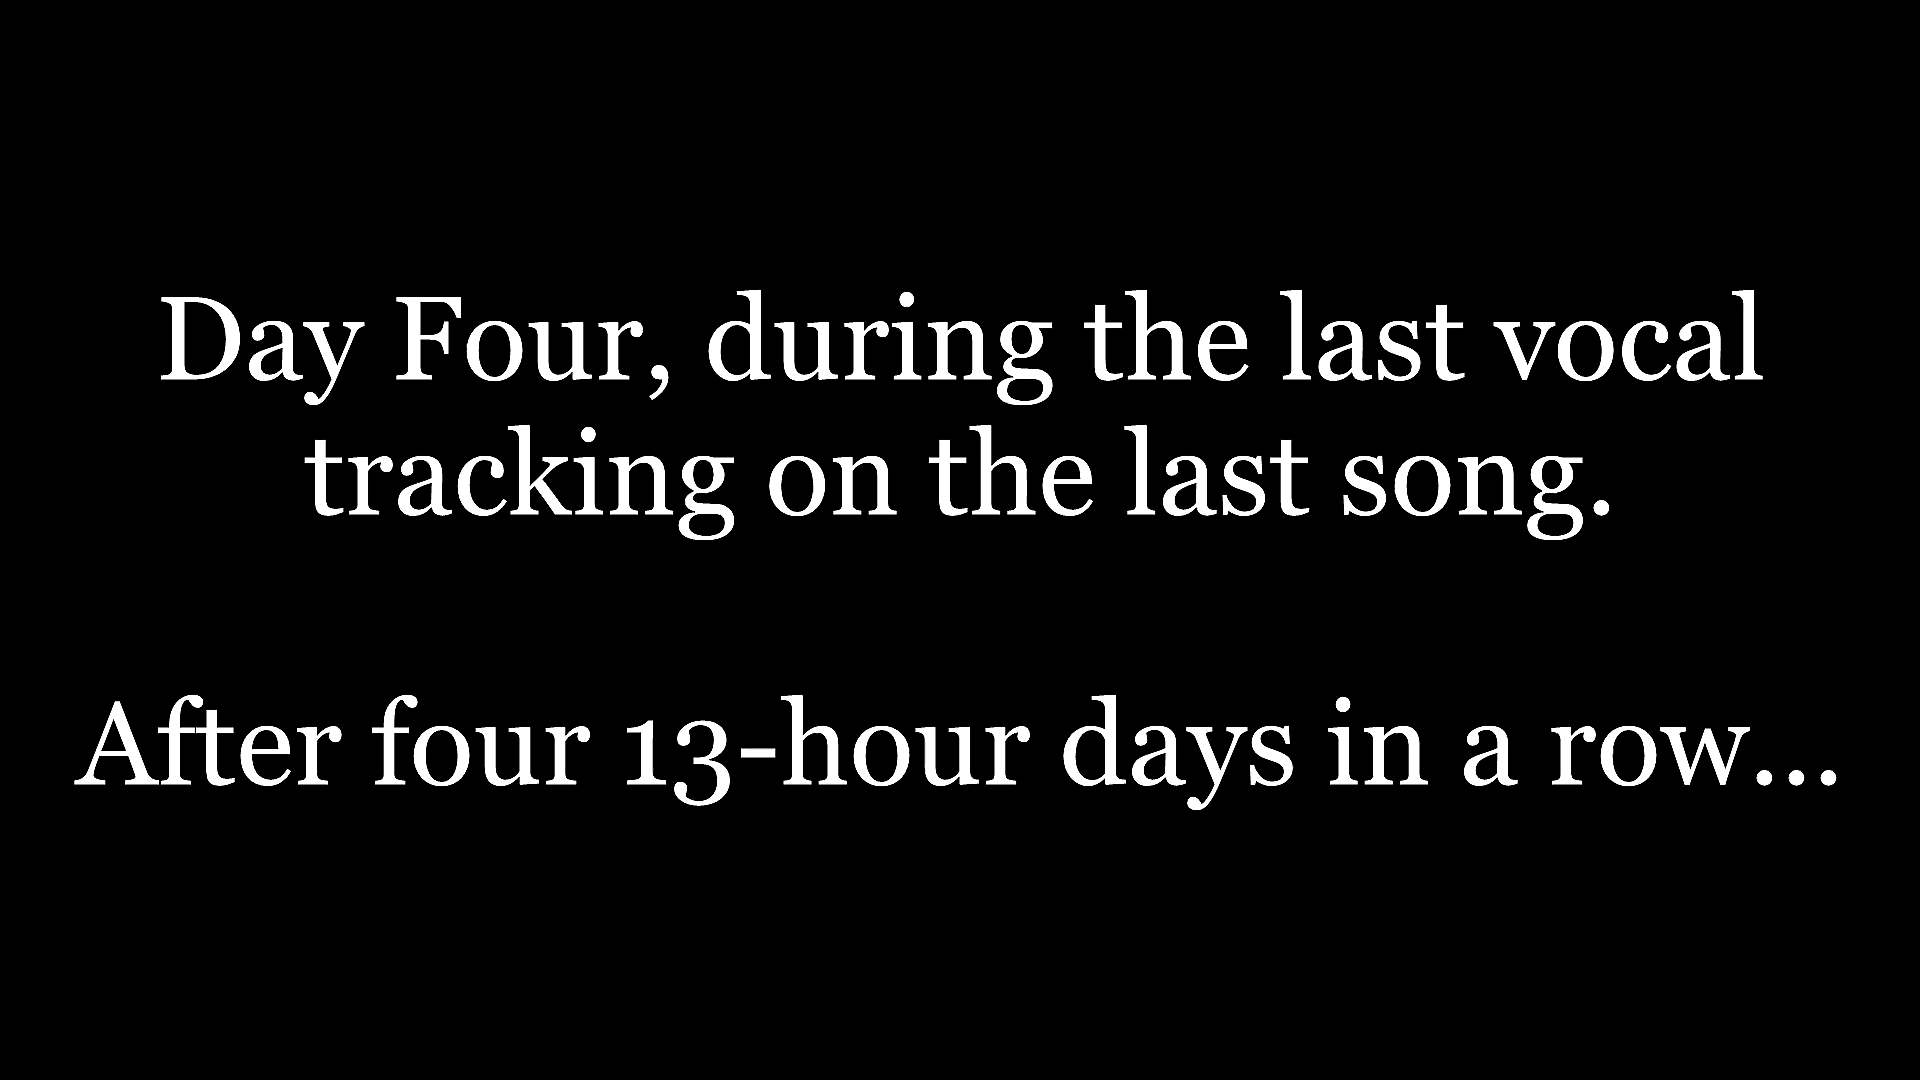 Day Four, during the last vocal
tracking on the last song.
After four 13-hour days in a row...